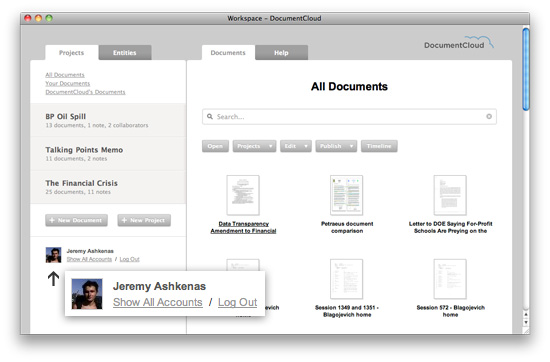 Workspace – DocumentCloud
Projects
Entities
Documents
Help
DocumentCloud
All Documents
Your Documents
DocumentCloud's Documents
BP Oil Spill
13 documents, 1 note, 2 collaborators
Talking Points Memo
11 documents, 2 notes
The Financial Crisis
25 documents, 11 notes
+ New Document
+ New Project
Jeremy Ashkenas
Show All Accounts / Log Out
Jeremy Ashkenas
Show All Accounts / Log Out
All Documents
Search...
Open
Projects
Edit
Publish
Timeline
Data Transparency
Amendment to Financial
Petraeus document
comparison
Letter to DOE Saying For-Profit
Schools Are Preying on the
Blagojevich
home
Session 1349 and 1351 -
Blagojevich home
Session 572 - Blagojevich
home